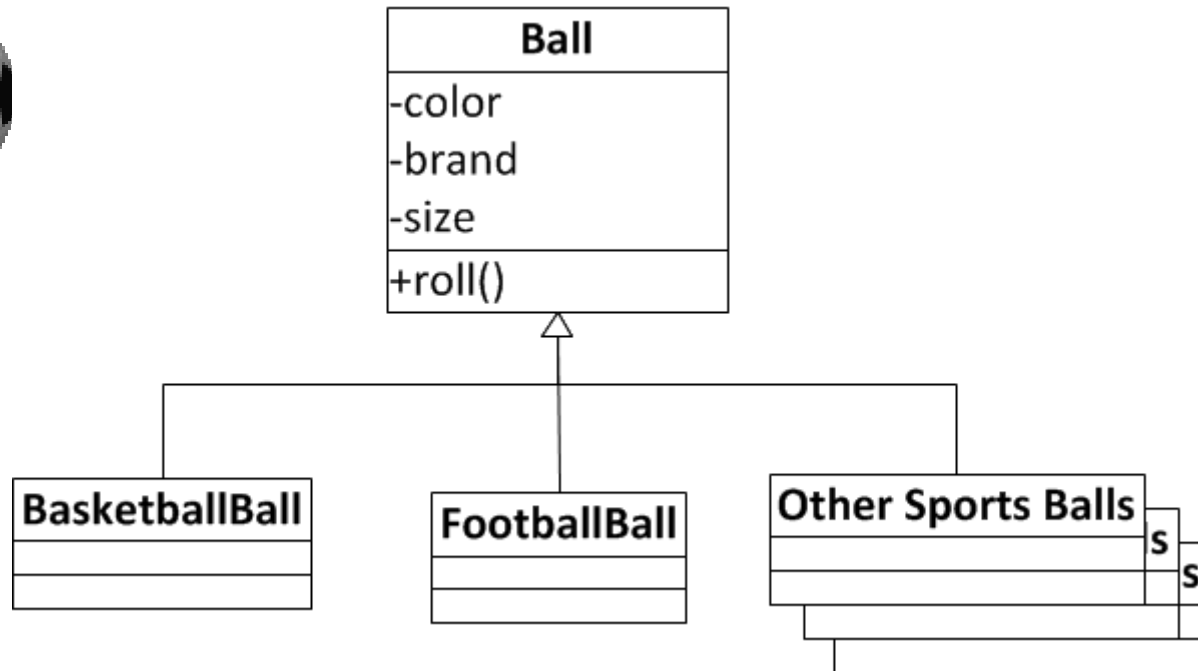 Ball
-color
-brand
-size
+roll()
BasketballBall
FootballBall
Other Sports Balls
s
s